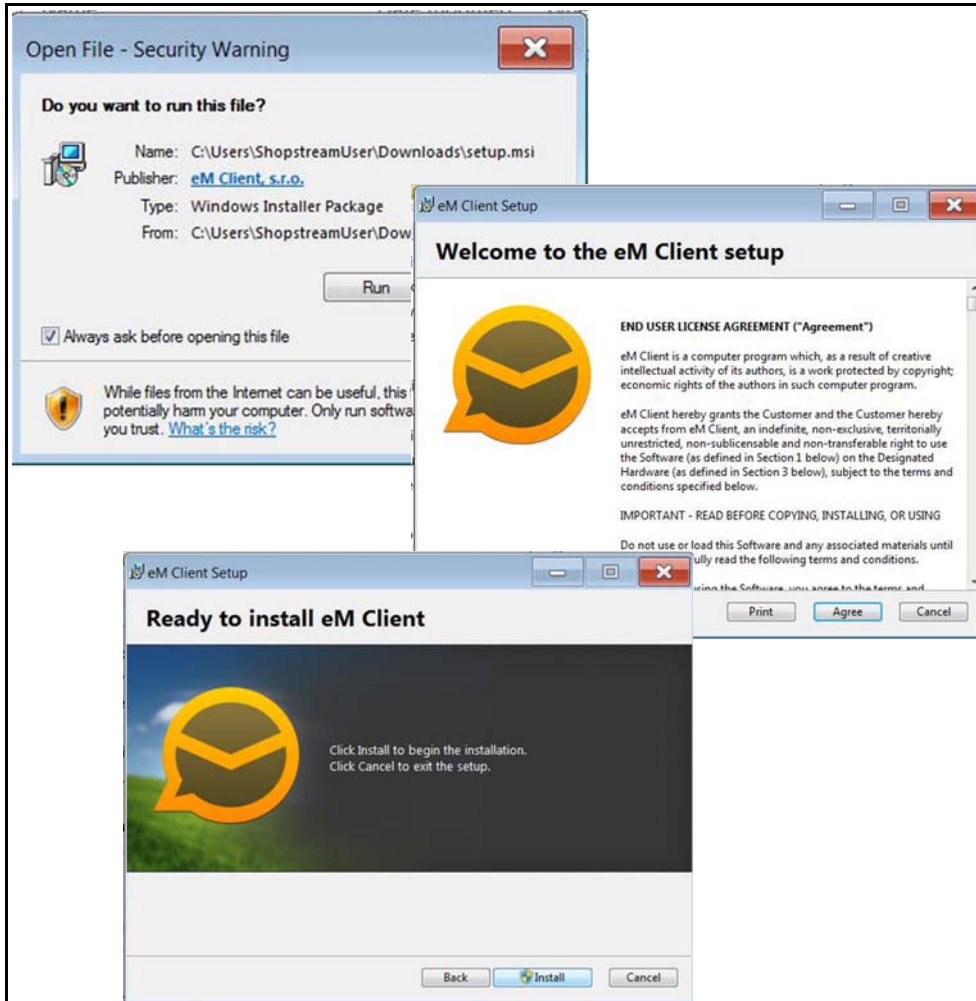 Open File - Security Warning
Do you want to run this file?
Name: C:\Users\ShopstreamUser\Downloads\setup.msi
Publisher: eM Client, s.r.o.
Type: Windows Installer Package
From: C:\Users\ShopstreamUser\Dow
Run
Always ask before opening this file
While files from the Internet can be useful, this
potentially harm your computer. Only run softwa
you trust. What's the risk?
eM Client Setup
Welcome to the eM Client setup
END USER LICENSE AGREEMENT ("Agreement")
eM Client is a computer program which, as a result of creative
intellectual activity of its authors, is a work protected by copyright;
economic rights of the authors in such computer program.
eM Client hereby grants the Customer and the Customer hereby
accepts from eM Client, an indefinite, non-exclusive, territorially
unrestricted, non-sublicensable and non-transferable right to use
the Software (as defined in Section 1 below) on the Designated
Hardware (as defined in Section 3 below), subject to the terms and
conditions specified below.
IMPORTANT - READ BEFORE COPYING, INSTALLING, OR USING
Do not use or load this Software and any associated materials until
ully read the following terms and conditions.
using the Software, you agree to the terms and
Print Agree Cancel
eM Client Setup
Ready to install eM Client
Click Install to begin the installation.
Click Cancel to exit the setup.
Back Install Cancel